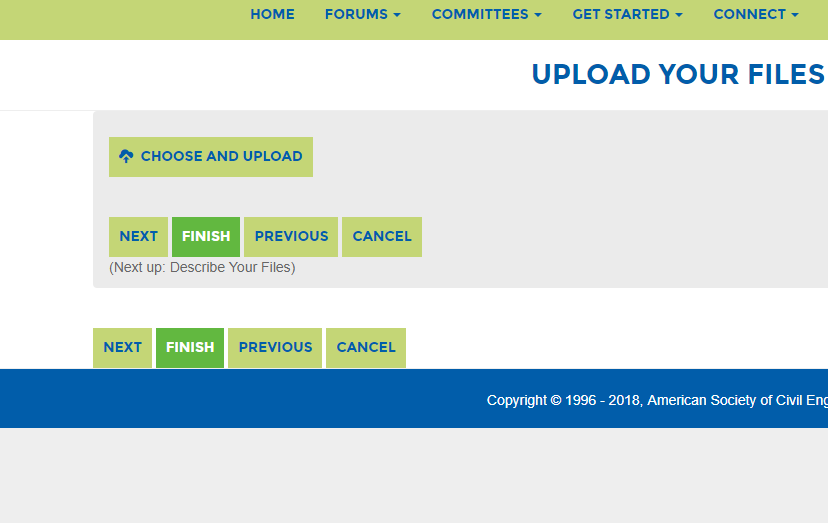 HOME FORUMS COMMITTEES GET STARTED CONNECT
UPLOAD YOUR FILES
CHOOSE AND UPLOAD
NEXT FINISH PREVIOUS CANCEL
(Next up: Describe Your Files)
NEXT FINISH PREVIOUS CANCEL
Copyright © 1996 - 2018, American Society of Civil Eng